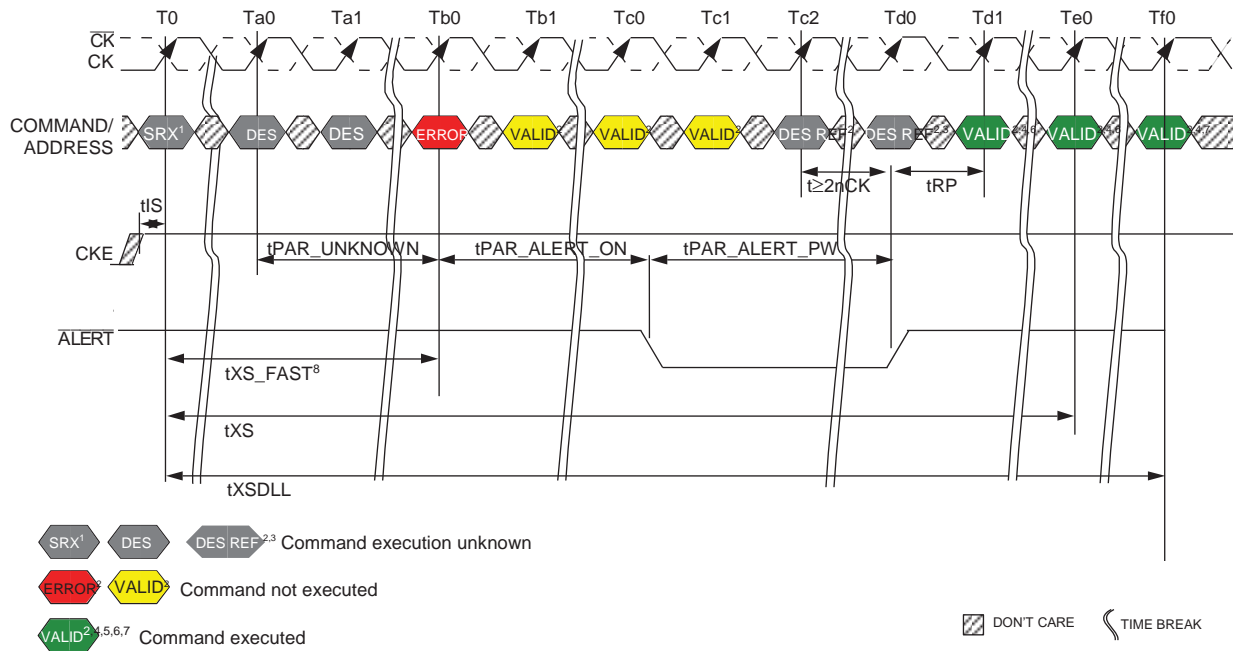 T0 Ta0 Ta1 Tb0 Tb1 Tc0 Tc1 Tc2 Td0 Td1 Te0 Tf0
CK
CK
COMMAND/
ADDRESS
SRX1 DES DES ERROR VALID2 VALID2 VALID2 DES REF2 DES REF2,3 VALID2,4,6 VALID2,4,6 VALID2,4,7
t≥2nCK tRP
tIS
CKE
tPAR_UNKNOWN tPAR_ALERT_ON tPAR_ALERT_PW
ALERT
tXS_FAST8
tXS
tXSDLL
SRX1 DES DES REF2,3 Command execution unknown
ERROR2 VALID2 Command not executed
VALID2,4,5,6,7 Command executed
DON'T CARE TIME BREAK